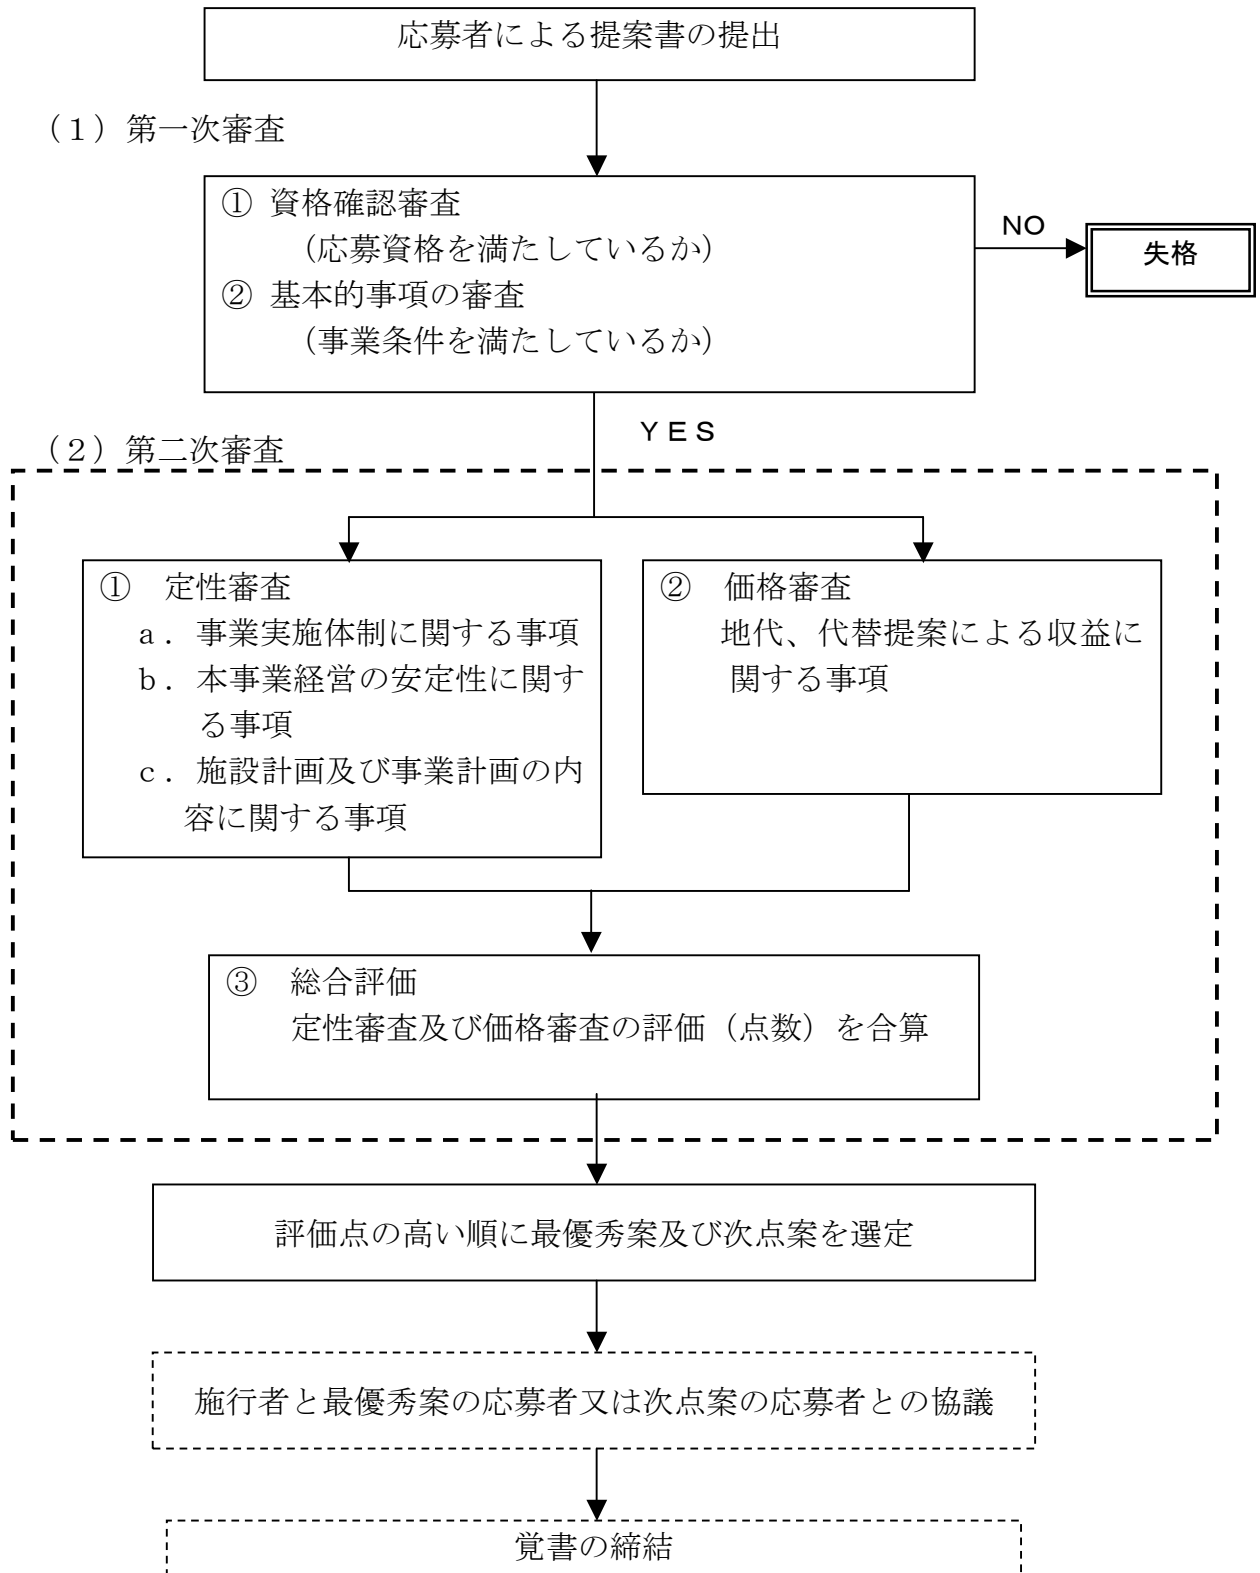 応募者による提案書の提出
（１）第一次審査
① 資格確認審査
（応募資格を満たしているか）
② 基本的事項の審査
（事業条件を満たしているか）
NO
失格
ＹＥＳ
（２）第二次審査
①　定性審査
ａ．事業実施体制に関する事項
ｂ．本事業経営の安定性に関す
る事項
ｃ．施設計画及び事業計画の内
容に関する事項
②　価格審査
地代、代替提案による収益に
関する事項
③　総合評価
定性審査及び価格審査の評価（点数）を合算
評価点の高い順に最優秀案及び次点案を選定
施行者と最優秀案の応募者又は次点案の応募者との協議
覚書の締結